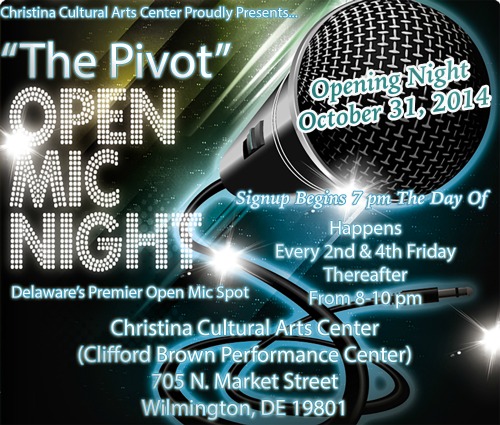 Christina Cultural Arts Center Proudly Presents...
"The Pivot"
OPEN
MIC
NIGHT
Delaware's Premier Open Mic Spot
Opening Night
October 31, 2014
Signup Begins 7 pm The Day Of
Happens
Every 2nd & 4th Friday
Thereafter
From 8-10 pm
Christina Cultural Arts Center
(Clifford Brown Performance Center)
705 N. Market Street
Wilmington, DE 19801